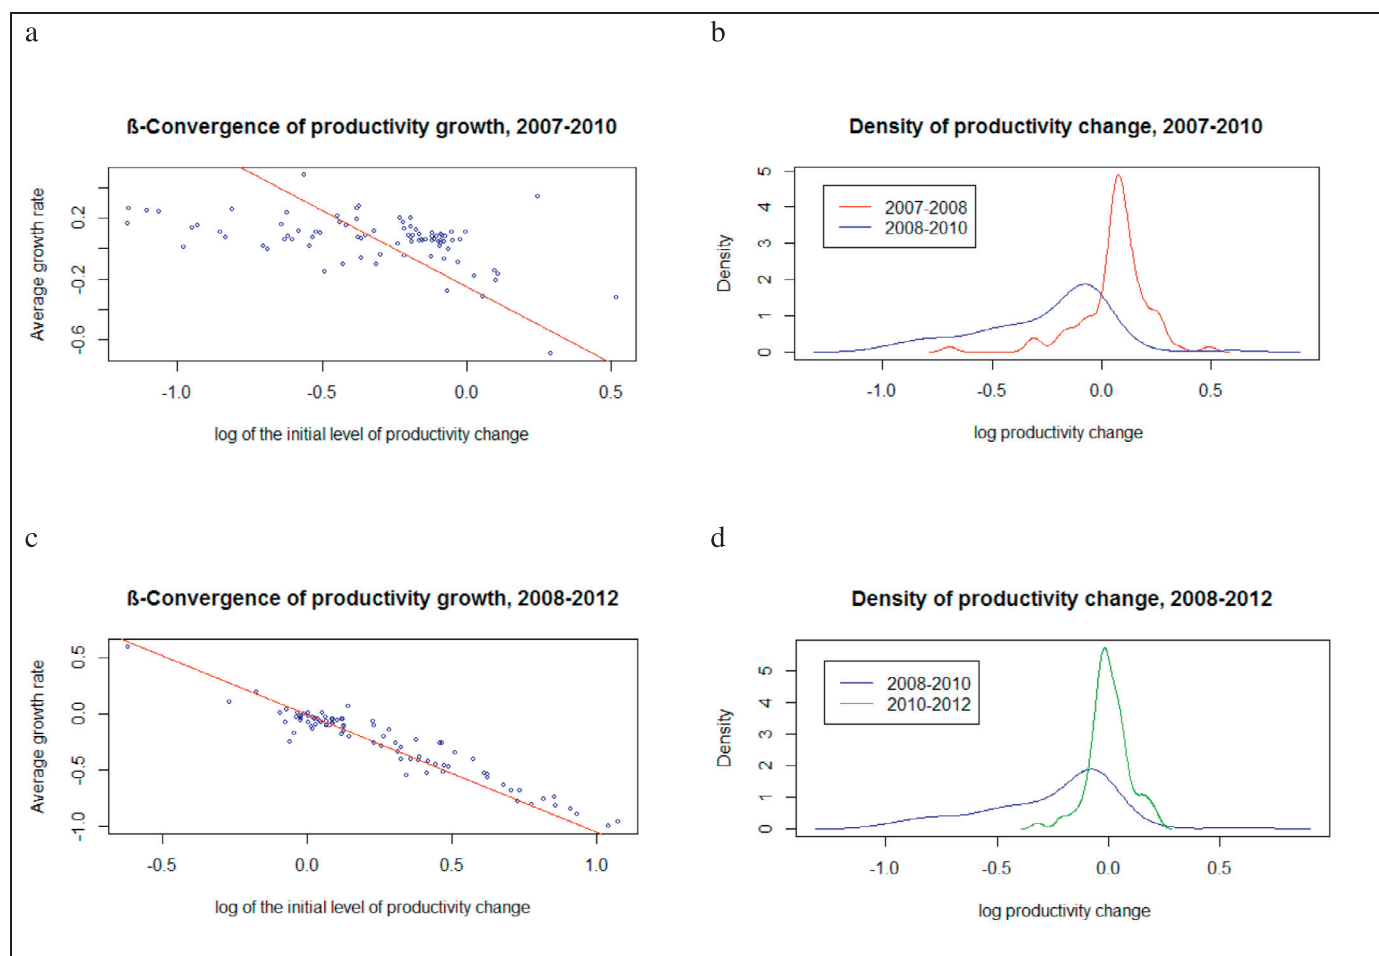 a
ß-Convergence of productivity growth, 2007-2010
Average growth rate
0.2
-0.2
-0.6
-1.0 -0.5 0.0 0.5
log of the initial level of productivity change
b
Density of productivity change, 2007-2010
Density
5
4
3
2
1
0
2007-2008
2008-2010
-1.0 -0.5 0.0 0.5
log productivity change
c
ß-Convergence of productivity growth, 2008-2012
Average growth rate
0.5
0.0
-0.5
-1.0
-0.5 0.0 0.5 1.0
log of the initial level of productivity change
d
Density of productivity change, 2008-2012
Density
5
4
3
2
1
0
2008-2010
2010-2012
-1.0 -0.5 0.0 0.5
log productivity change